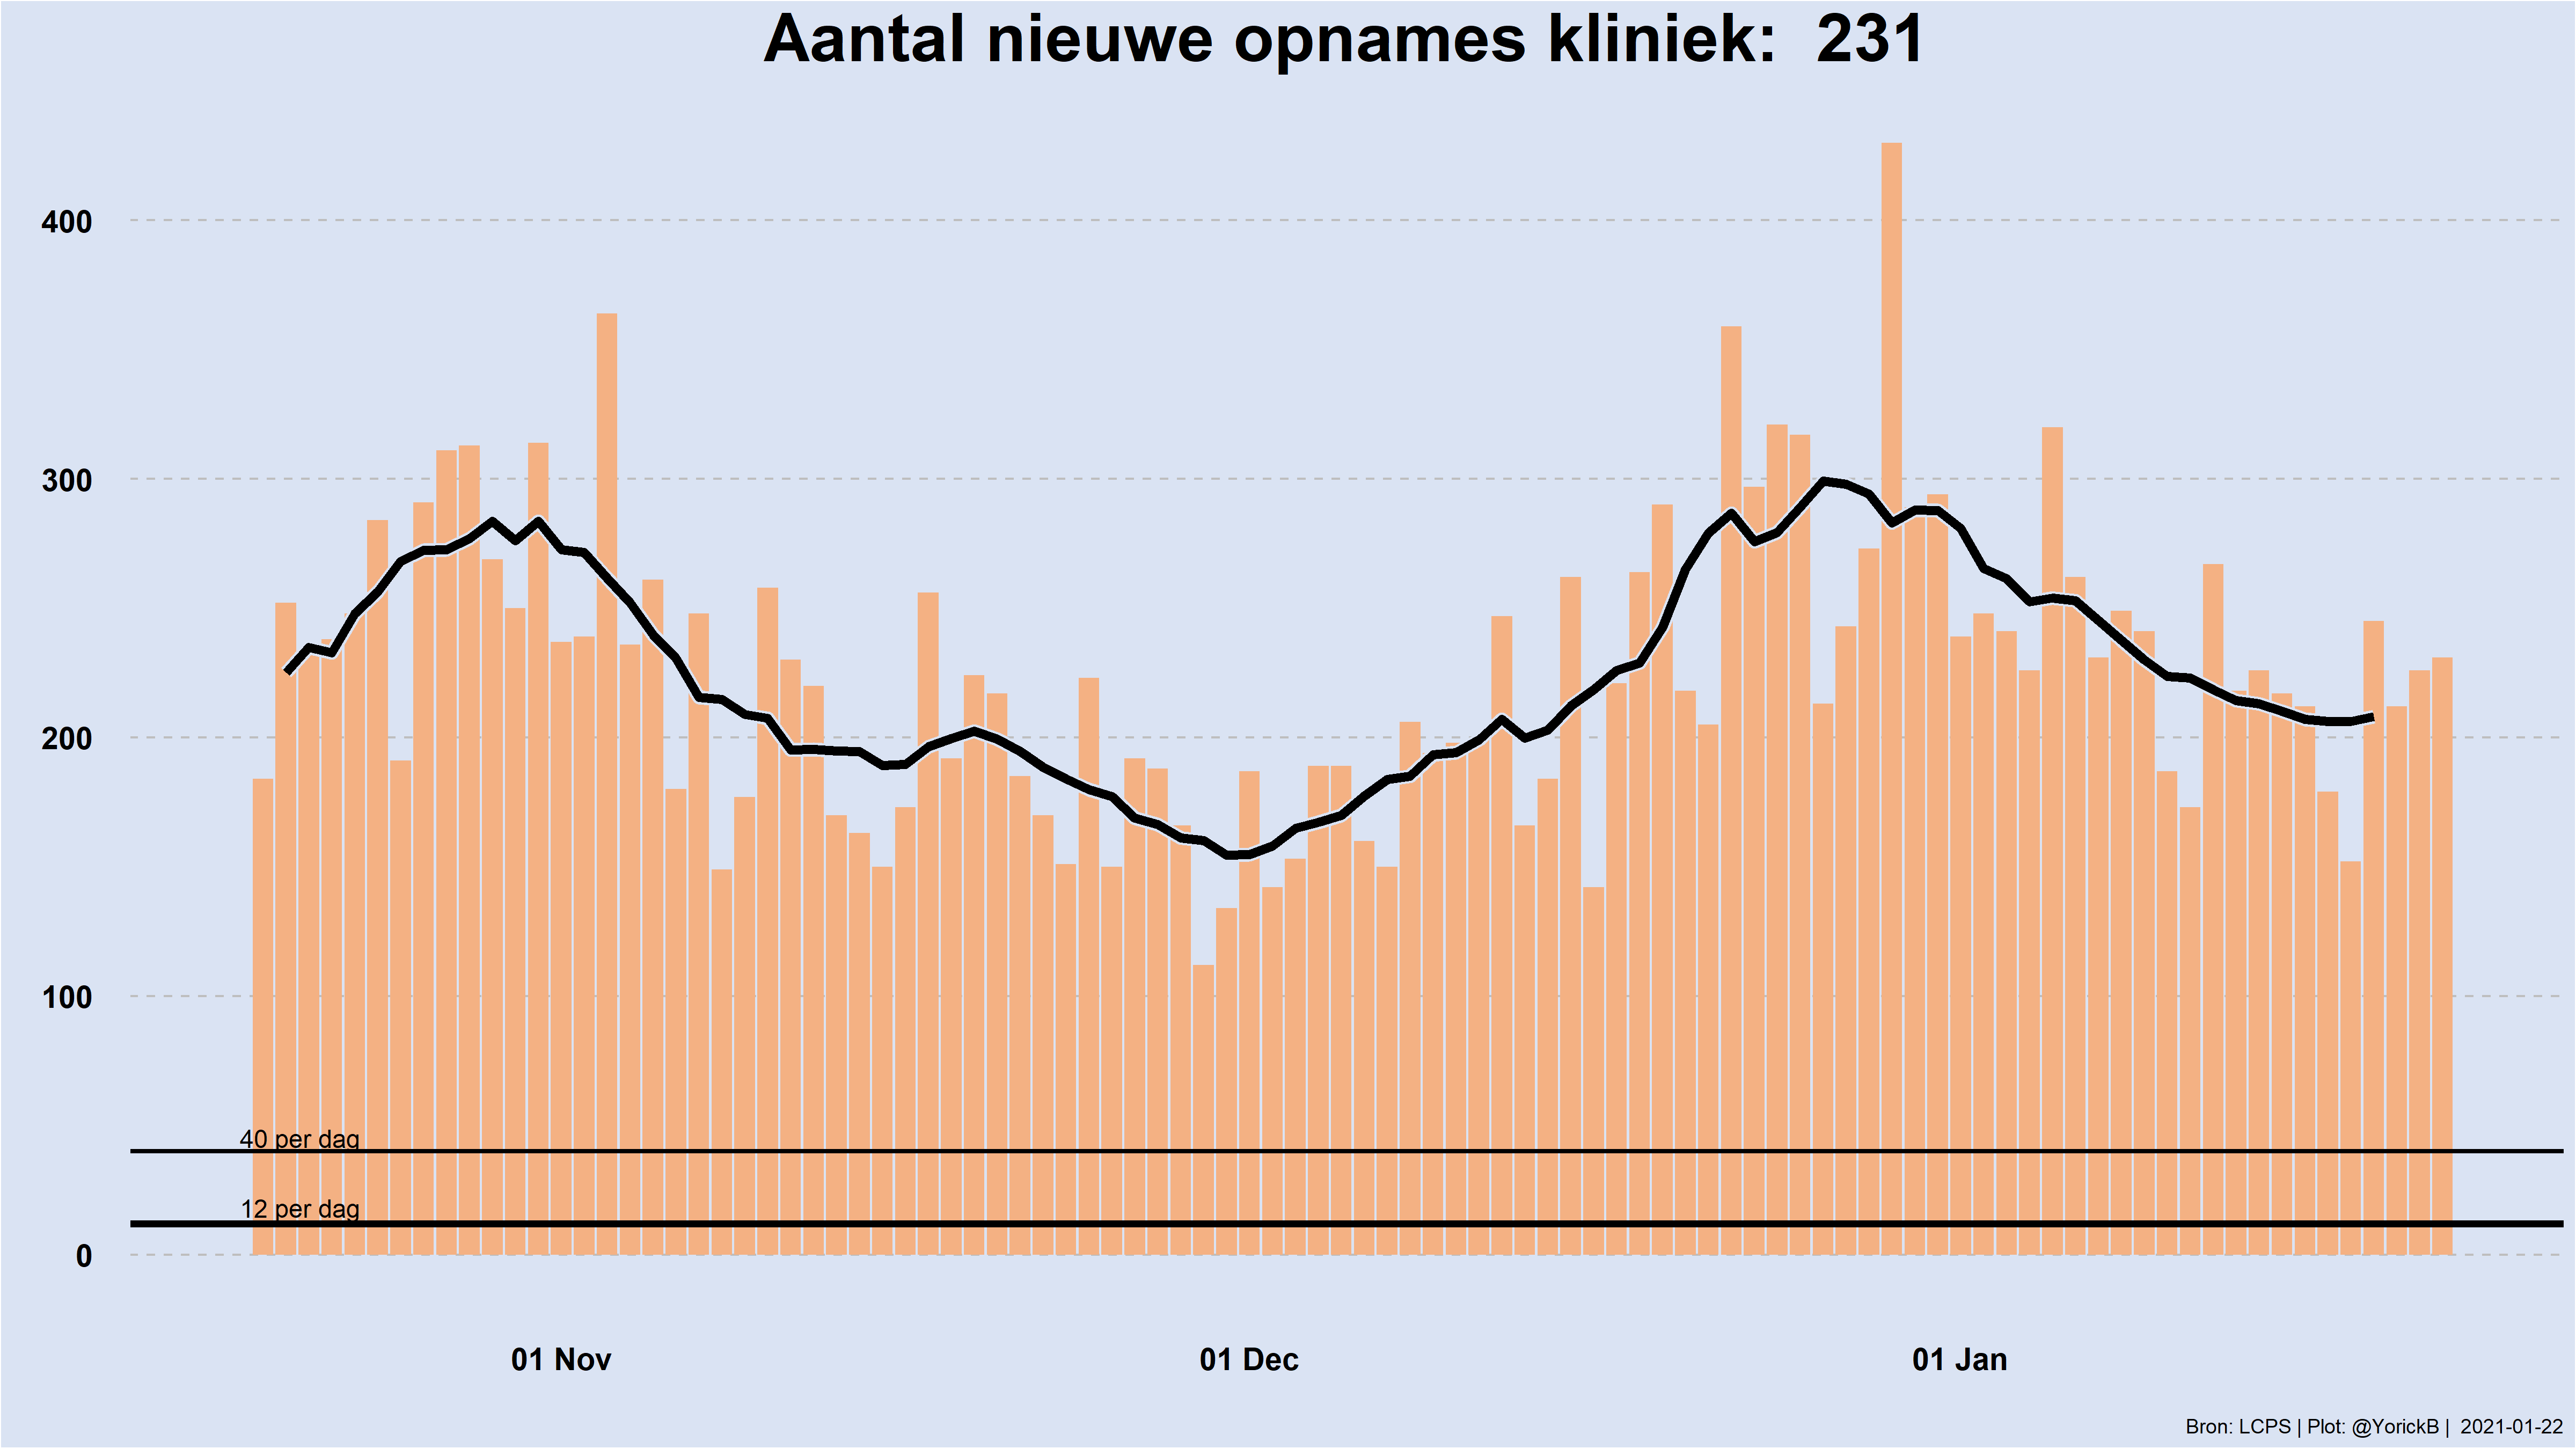 Aantal nieuwe opnames kliniek:  231
400
300
200
100
40 per dag
12 per dag
0
01 Nov
01 Dec
01 Jan
Bron: LCPS | Plot: @YorickB |  2021-01-22